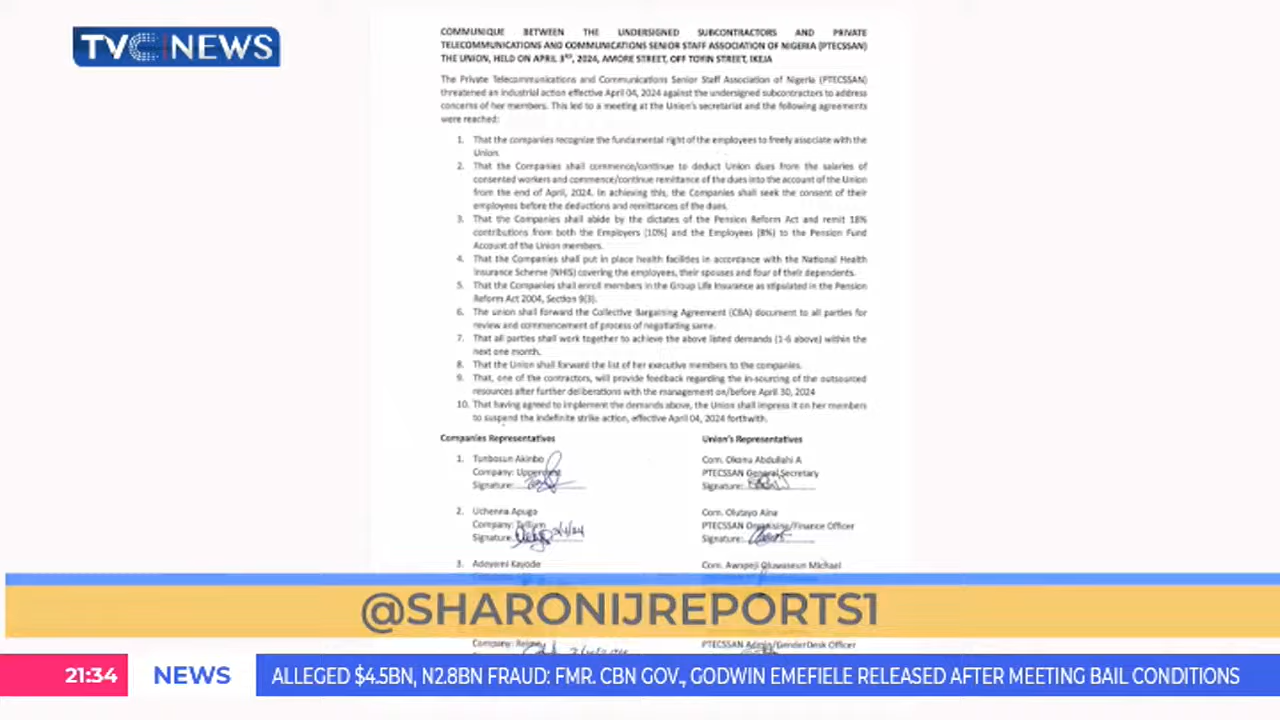 TVC NEWS
COMMUNIQUE BETWEEN THE UNDERSIGNED SUBCONTRACTORS AND PRIVATE
TELECOMMUNICATIONS AND COMMUNICATIONS SENIOR STAFF ASSOCIATION OF NIGERIA (PTECSSAN)
THE UNION, HELD ON APRIL 3RD, 2024, AMORE STREET, OFF TOYIN STREET, IKEJA
The Private Telecommunications and Communications Senior Staff Association of Nigeria (PTECSSAN)
threatened an industrial action effective April 04, 2024 against the undersigned subcontractors to address
concerns of her members. This led to a meeting at the Union's secretariat and the following agreements
were reached:
1. That the companies recognize the fundamental right of the employees to freely associate with the
Union.
2. That the Companies shall commence/continue to deduct Union dues from the salaries of
consented workers and commence/continue remittance of the dues into the account of the Union
from the end of April, 2024. In achieving this, the Companies shall seek the consent of their
employees before the deductions and remittances of the dues.
3. That the Companies shall abide by the dictates of the Pension Reform Act and remit 18%
contributions from both the Employers (10%) and the Employees (8%) to the Pension Fund
Account of the Union members.
4. That the Companies shall put in place health facilities in accordance with the National Health
Insurance Scheme (NHIS) covering the employees, their spouses and four of their dependents.
5. That the Companies shall enroll members in the Group Life Insurance as stipulated in the Pension
Reform Act 2004, Section 9(3).
6. The union shall forward the Collective Bargaining Agreement (CBA) document to all parties for
review and commencement of process of negotiating same.
7. That all parties shall work together to achieve the above listed demands (1-6 above) within the
next one month.
8. That the Union shall forward the list of her executive members to the companies.
9. That, one of the contractors, will provide feedback regarding the in-sourcing of the outsourced
resources after further deliberations with the management on/before April 30, 2024
10. That having agreed to implement the demands above, the Union shall impress it on her members
to suspend the indefinite strike action, effective April 04, 2024 forthwith.
Companies Representatives
Union's Representatives
1. Tunbosun Akinbo
Company:
Signature:
Com. Okonu Abdullahi A
PTECSSAN General Secretary
Signature:
2. Uchenna Apuga
Company:
Signature:
Com. Olutayo Aina
PTECSSAN Organising/Finance Officer
Signature:
3. Adeyemi Kayode
Com. Awopeji Oluwaseun Michael
@SHARONIJREPORTS1
Company:
PTECSSAN Admin/GenderDesk Officer
21:34 NEWS ALLEGED $4.5BN, N2.8BN FRAUD: FMR. CBN GOV., GODWIN EMEFIELE RELEASED AFTER MEETING BAIL CONDITIONS